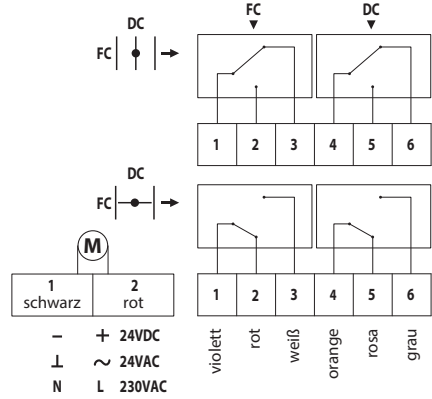 FC DC
DC
FC
1 2 3 4 5 6
DC
FC
M
1 2
schwarz rot
1 2 3 4 5 6
violett rot weiß orange rosa grau
− + 24VDC
⊥ ~ 24VAC
N L 230VAC